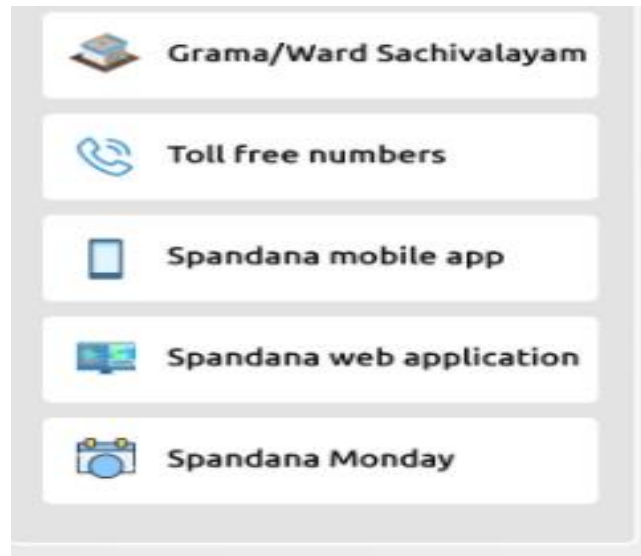 Grama/Ward Sachivalayam
Toll free numbers
Spandana mobile app
Spandana web application
Spandana Monday